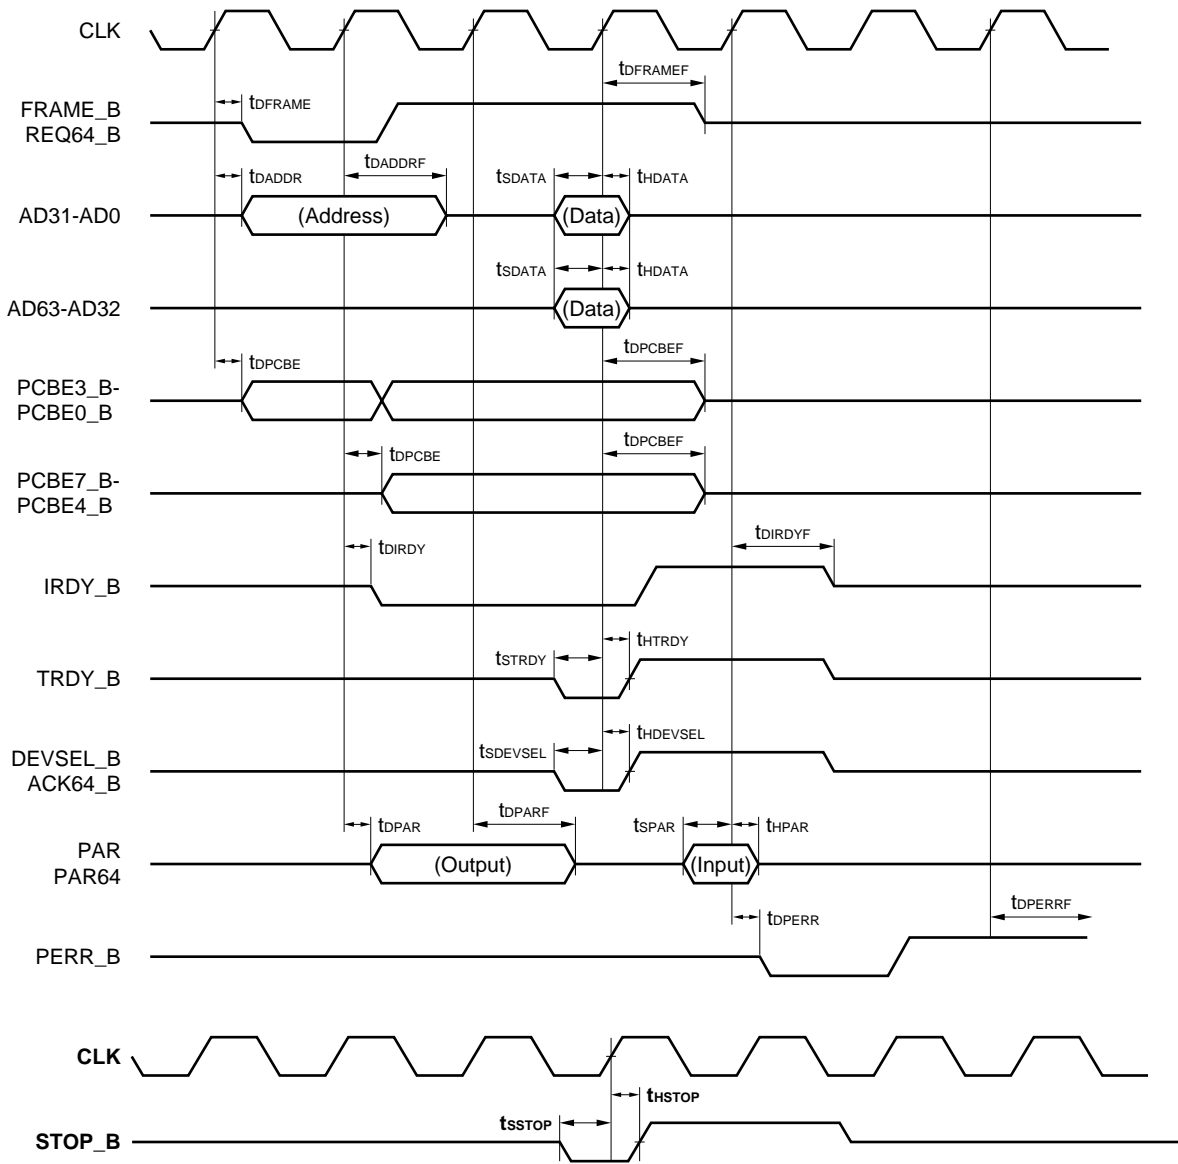 CLK
tDFRAMEF
tDFRAME
FRAME_B
REQ64_B
tDADDR
tDADDRF
tSDATA
tHDATA
AD31-AD0
(Address)
(Data)
tSDATA
tHDATA
AD63-AD32
(Data)
tDPCBE
tDPCBEF
PCBE3_B-
PCBE0_B
tDPCBE
tDPCBEF
PCBE7_B-
PCBE4_B
tDIRDY
tDIRDYF
IRDY_B
tSTRDY
tHTRDY
TRDY_B
tSDEVSEL
tHDEVSEL
DEVSEL_B
ACK64_B
tDPAR
tDPARF
tSPAR
tHPAR
PAR
PAR64
(Output)
(Input)
tDPERR
tDPERRF
PERR_B
CLK
tHSTOP
tSSTOP
STOP_B